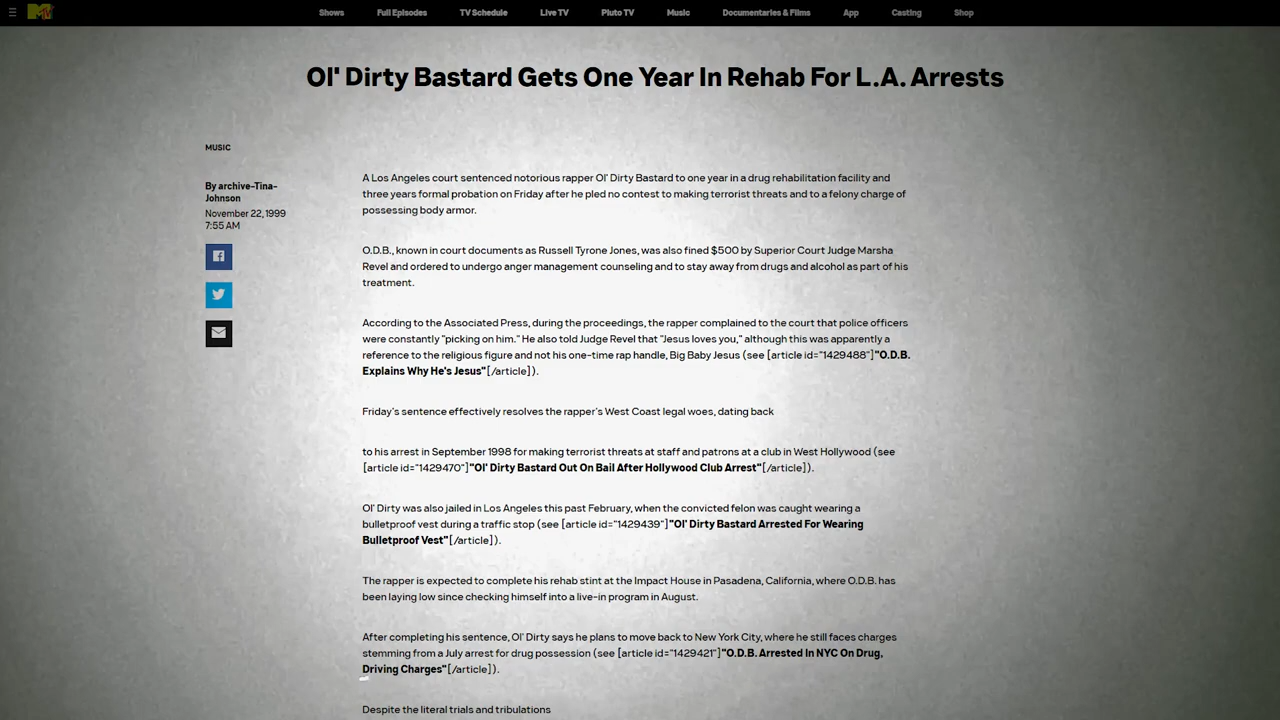 MTV
Shows
Full Episodes
TV Schedule
Live TV
Pluto TV
Music
Documentaries & Films
App
Casting
Shop
Ol' Dirty Bastard Gets One Year In Rehab For L.A. Arrests
MUSIC
By archive-Tina-
Johnson
November 22, 1999
7:55 AM
A Los Angeles court sentenced notorious rapper Ol' Dirty Bastard to one year in a drug rehabilitation facility and
three years formal probation on Friday after he pled no contest to making terrorist threats and to a felony charge of
possessing body armor.
O.D.B., known in court documents as Russell Tyrone Jones, was also fined $500 by Superior Court Judge Marsha
Revel and ordered to undergo anger management counseling and to stay away from drugs and alcohol as part of his
treatment.
According to the Associated Press, during the proceedings, the rapper complained to the court that police officers
were constantly "picking on him." He also told Judge Revel that "Jesus loves you," although this was apparently a
reference to the religious figure and not his one-time rap handle, Big Baby Jesus (see [article id="1429488"]"O.D.B.
Explains Why He's Jesus"[/article]).
Friday's sentence effectively resolves the rapper's West Coast legal woes, dating back
to his arrest in September 1998 for making terrorist threats at staff and patrons at a club in West Hollywood (see
[article id="1429470"]"Ol' Dirty Bastard Out On Bail After Hollywood Club Arrest"[/article]).
Ol' Dirty was also jailed in Los Angeles this past February, when the convicted felon was caught wearing a
bulletproof vest during a traffic stop (see [article id="1429439"]"Ol' Dirty Bastard Arrested For Wearing
Bulletproof Vest"[/article]).
The rapper is expected to complete his rehab stint at the Impact House in Pasadena, California, where O.D.B. has
been laying low since checking himself into a live-in program in August.
After completing his sentence, Ol' Dirty says he plans to move back to New York City, where he still faces charges
stemming from a July arrest for drug possession (see [article id="1429421"]"O.D.B. Arrested In NYC On Drug,
Driving Charges"[/article]).
Despite the literal trials and tribulations